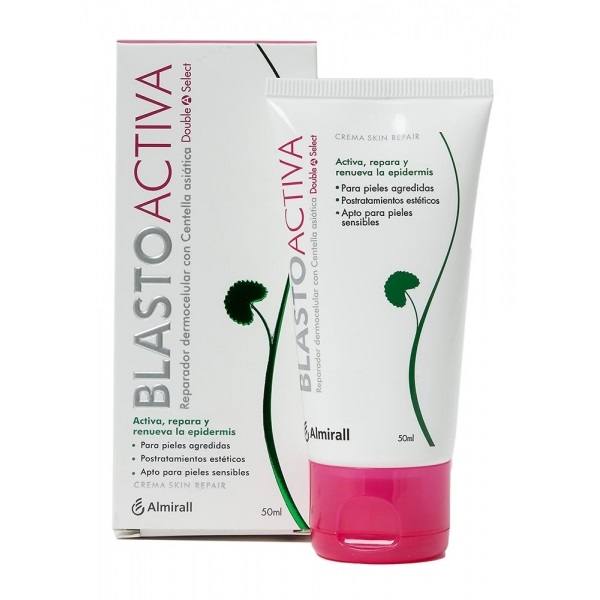 BLASTOACTIVA
Reparador dermocelular con Centella asiática Double A Select
Activa, repara y
renueva la epidermis
• Para pieles agredidas
• Postratamientos estéticos
• Apto para pieles sensibles
CREMA SKIN REPAIR
Almirall
50ml
CREMA SKIN REPAIR
Activa, repara y
renueva la epidermis
• Para pieles agredidas
• Postratamientos estéticos
• Apto para pieles
sensibles
BLASTOACTIVA
Reparador dermocelular con Centella asiática Double A Select
Almirall
50ml